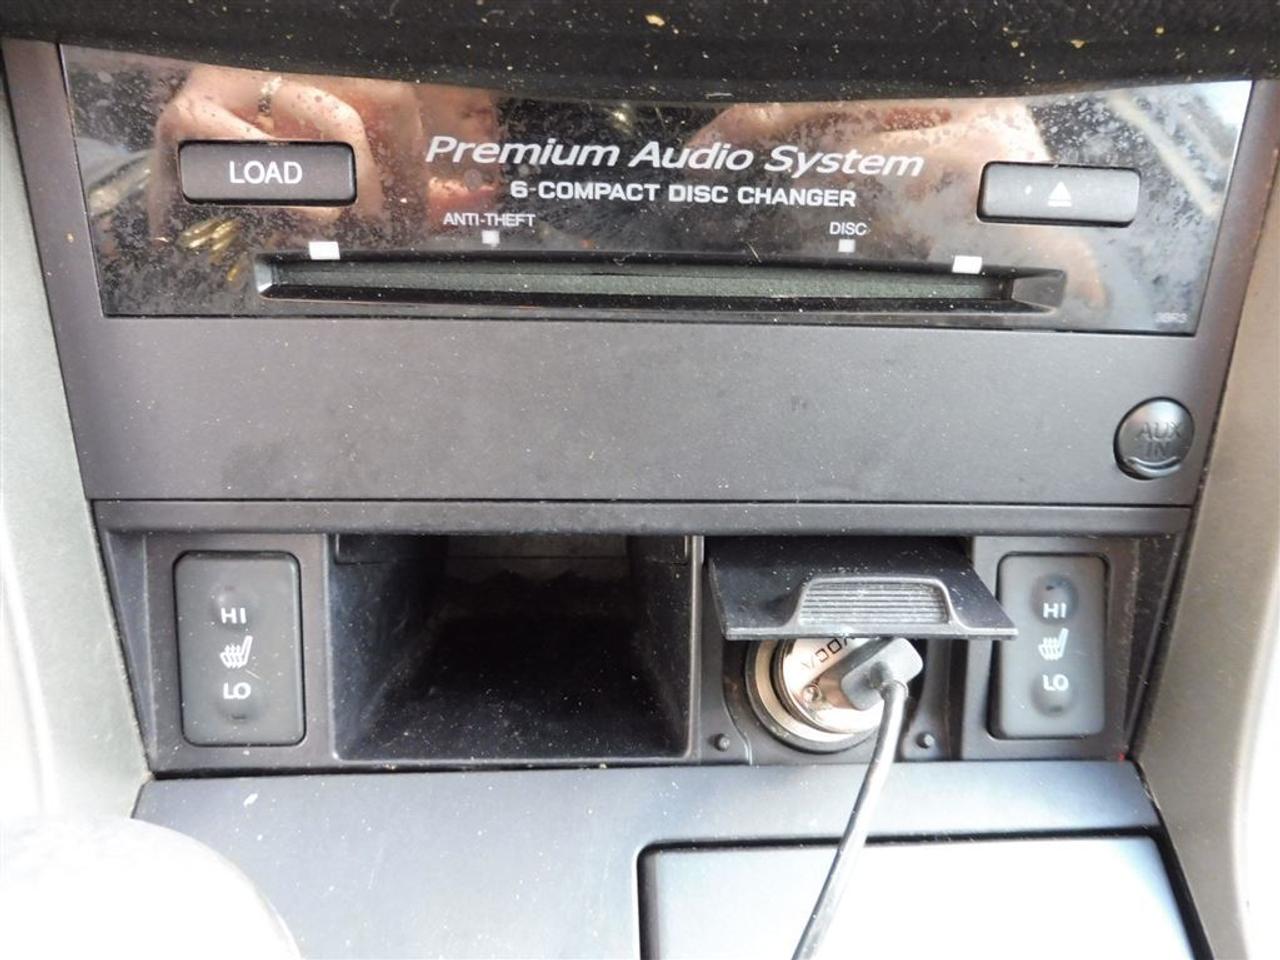 Premium Audio System
LOAD
6-COMPACT DISC CHANGER
ANTI-THEFT
DISC
AUX
IN
HI
LO
HI
LO